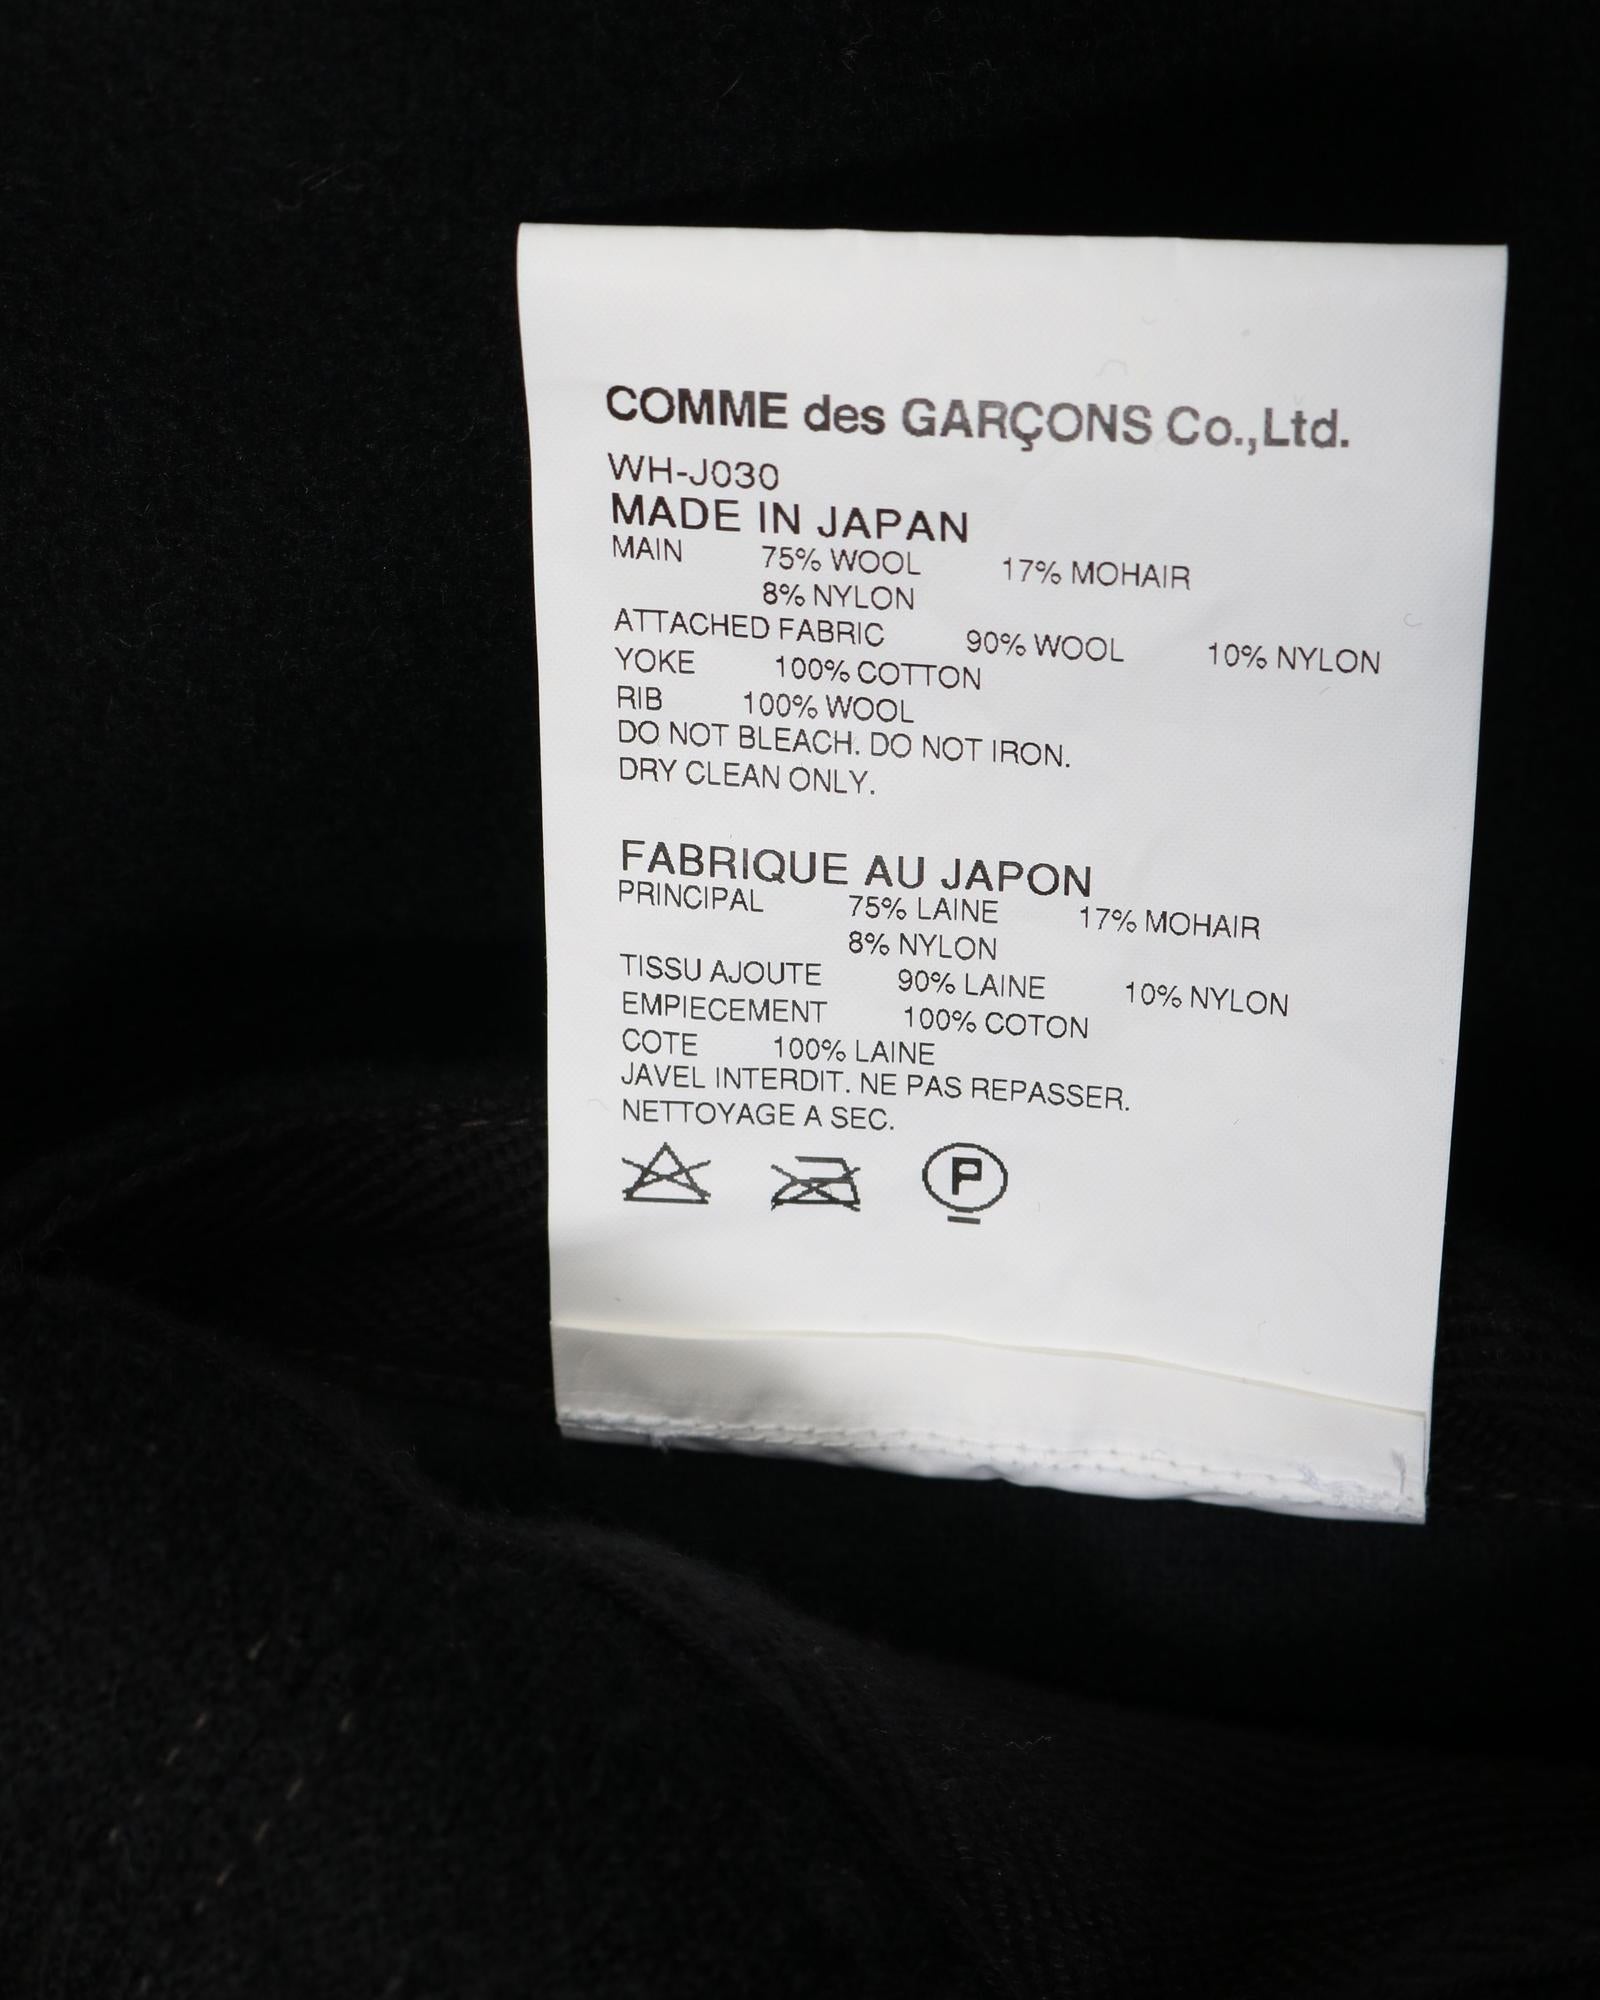 COMME des GARÇONS Co.,Ltd.
WH-J030
MADE IN JAPAN
MAIN 75% WOOL 17% MOHAIR
8% NYLON
ATTACHED FABRIC 90% WOOL 10% NYLON
YOKE 100% COTTON
RIB 100% WOOL
DO NOT BLEACH. DO NOT IRON.
DRY CLEAN ONLY.
FABRIQUE AU JAPON
PRINCIPAL 75% LAINE 17% MOHAIR
8% NYLON
TISSU AJOUTE 90% LAINE 10% NYLON
EMPIECEMENT 100% COTON
COTE 100% LAINE
JAVEL INTERDIT. NE PAS REPASSER.
NETTOYAGE A SEC.
P